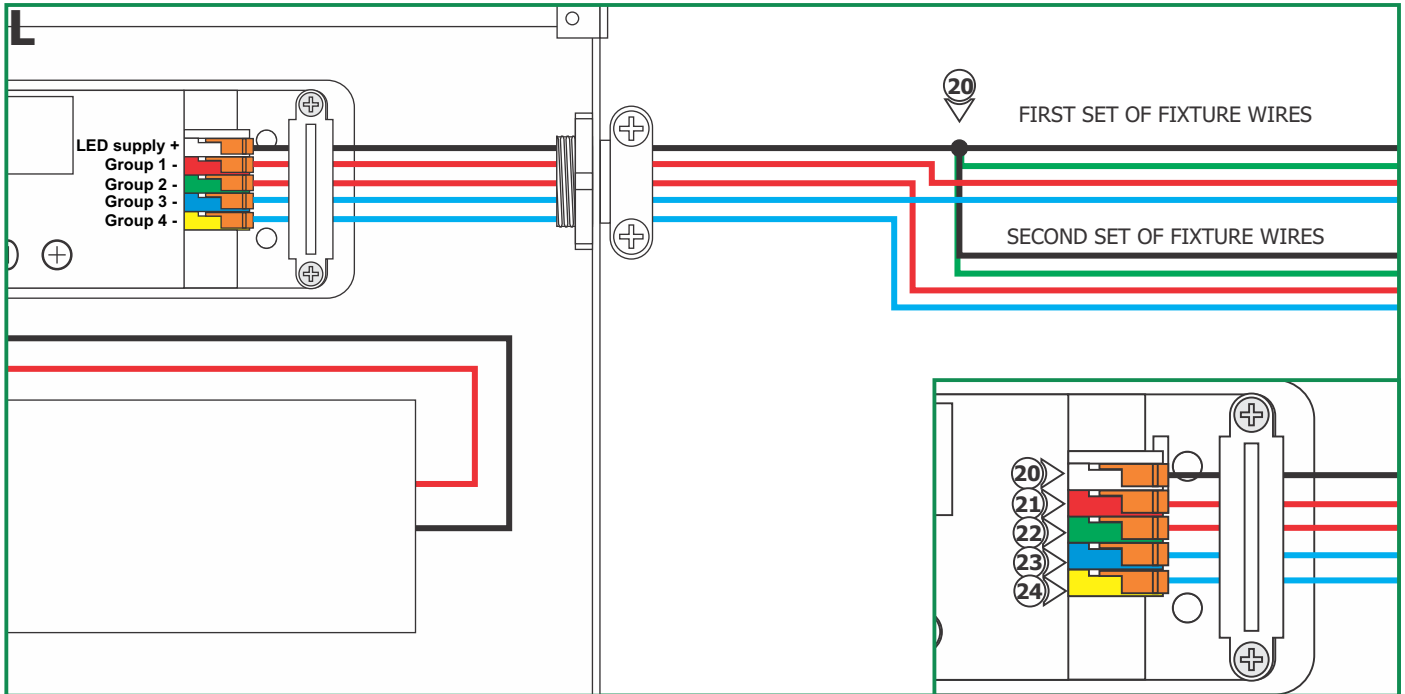 L
20
FIRST SET OF FIXTURE WIRES
LED supply +
Group 1 -
Group 2 -
Group 3 -
Group 4 -
SECOND SET OF FIXTURE WIRES
20
21
22
23
24